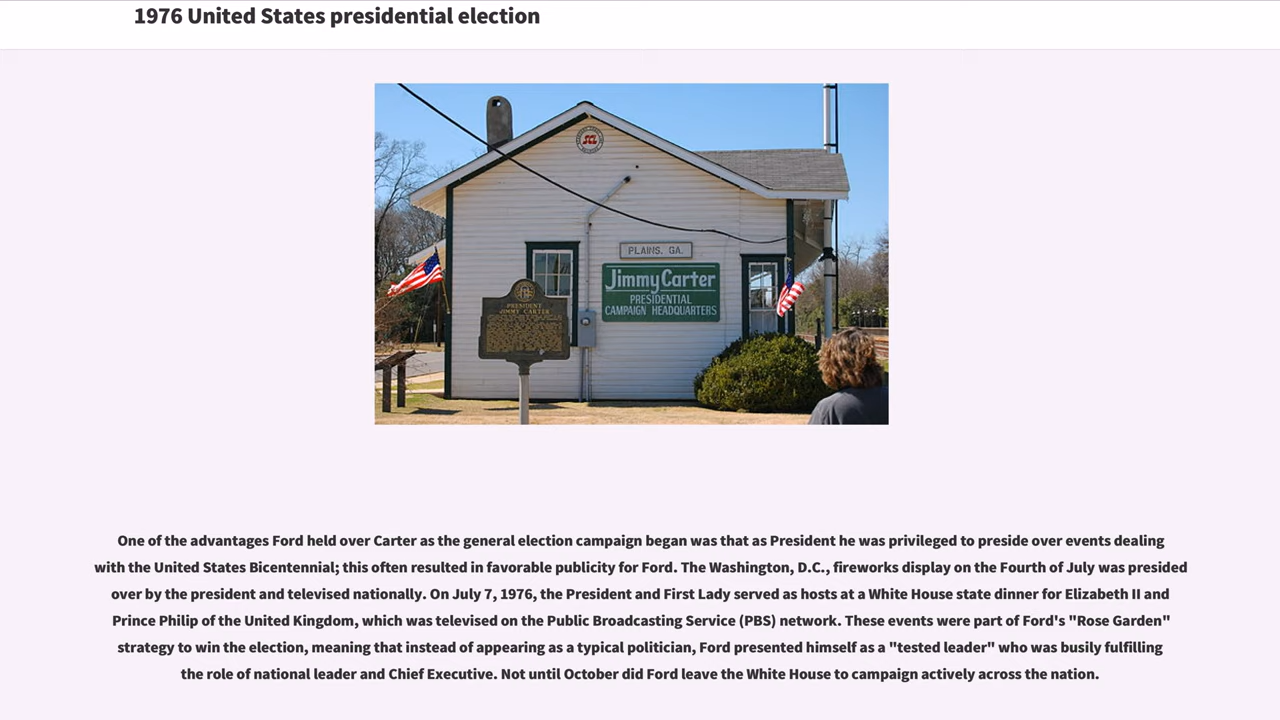 1976 United States presidential election
PLAINS, GA.
Jimmy Carter
PRESIDENTIAL
CAMPAIGN HEADQUARTERS
PRESIDENT
JIMMY CARTER
One of the advantages Ford held over Carter as the general election campaign began was that as President he was privileged to preside over events dealing
with the United States Bicentennial; this often resulted in favorable publicity for Ford. The Washington, D.C., fireworks display on the Fourth of July was presided
over by the president and televised nationally. On July 7, 1976, the President and First Lady served as hosts at a White House state dinner for Elizabeth II and
Prince Philip of the United Kingdom, which was televised on the Public Broadcasting Service (PBS) network. These events were part of Ford's "Rose Garden"
strategy to win the election, meaning that instead of appearing as a typical politician, Ford presented himself as a "tested leader" who was busily fulfilling
the role of national leader and Chief Executive. Not until October did Ford leave the White House to campaign actively across the nation.